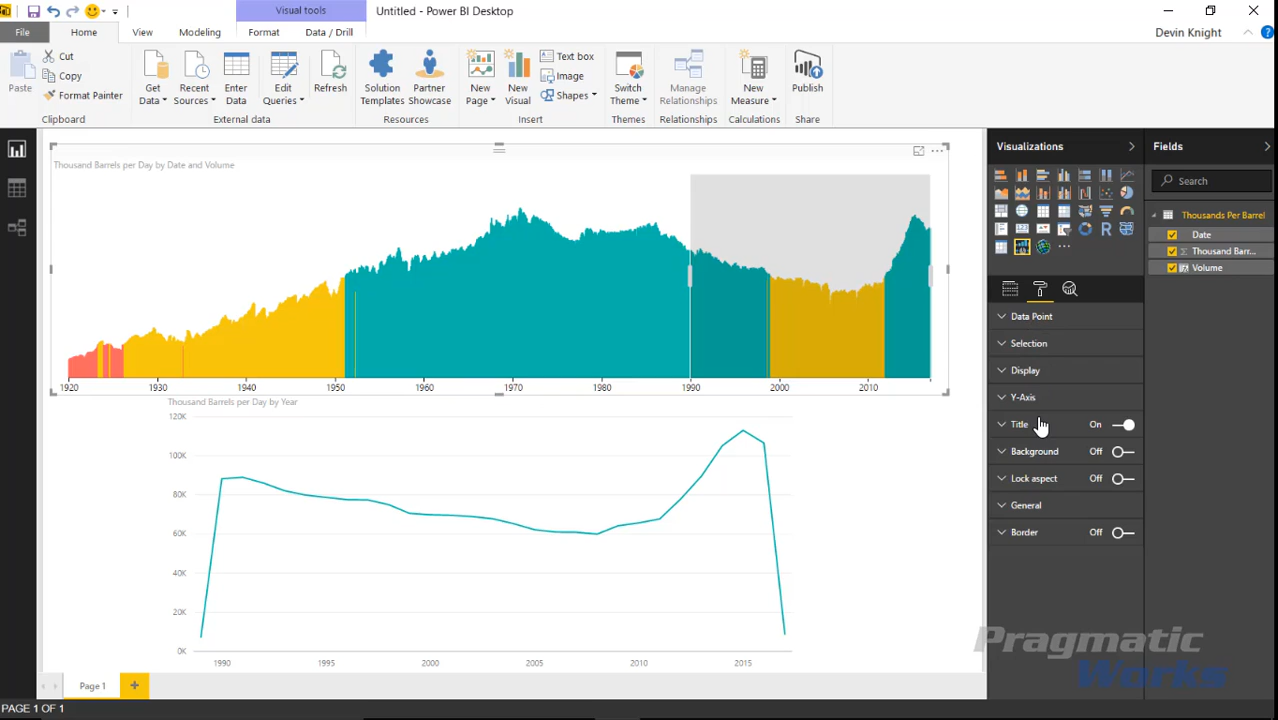 Visual tools
Untitled - Power BI Desktop
File
Home
View
Modeling
Format
Data / Drill
Devin Knight
?
Paste
Cut
Copy
Format Painter
Clipboard
Get Data
Recent Sources
Enter Data
Edit Queries
Refresh
External data
Solution Templates
Partner Showcase
Resources
New Page
New Visual
Text box
Image
Shapes
Insert
Switch Theme
Themes
Manage Relationships
Relationships
New Measure
Calculations
Publish
Share
Thousand Barrels per Day by Date and Volume
1920 1930 1940 1950 1960 1970 1980 1990 2000 2010
Thousand Barrels per Day by Year
120K
100K
80K
60K
40K
20K
0K
1990 1995 2000 2005 2010 2015
Visualizations
R
Data Point
Selection
Display
Y-Axis
Title On
Background Off
Lock aspect Off
General
Border Off
Fields
Search
Thousands Per Barrel
Date
Thousand Barr...
Volume
Pragmatic
Works
Page 1
PAGE 1 OF 1